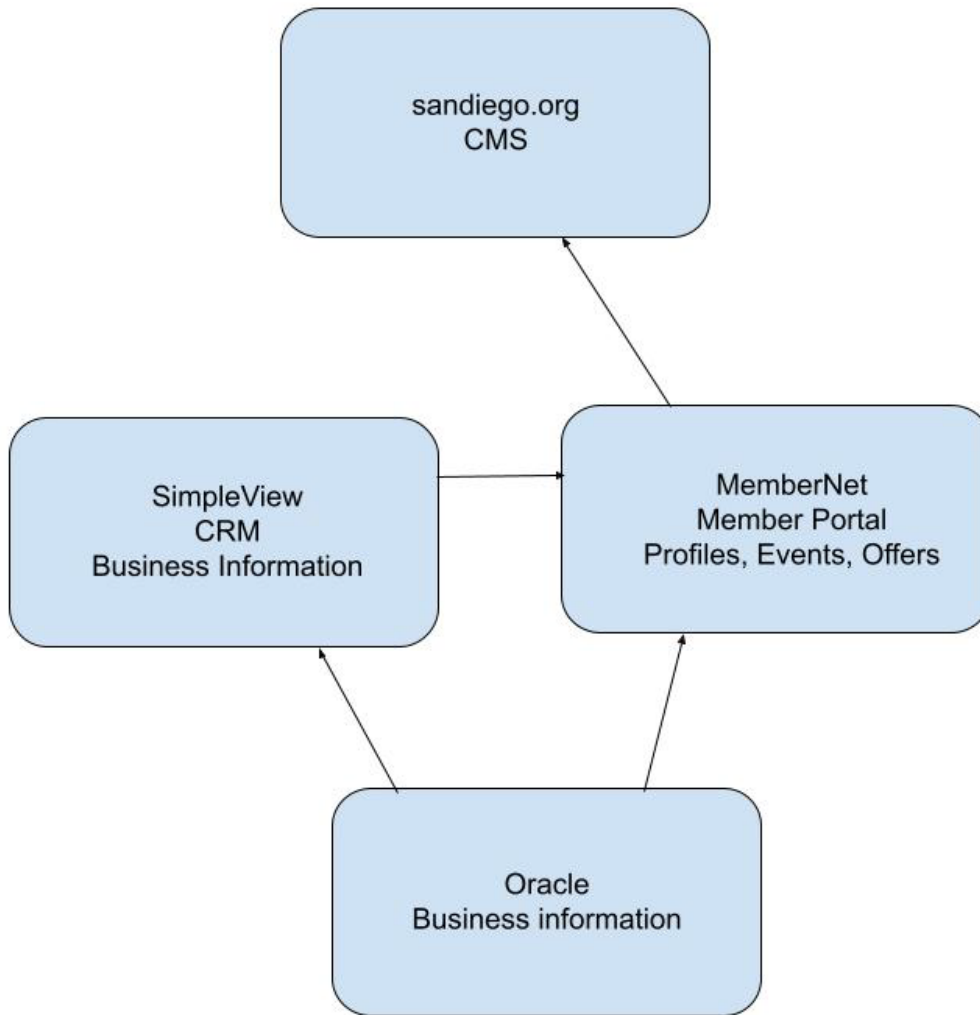 sandiego.org
CMS
SimpleView
CRM
Business Information
MemberNet
Member Portal
Profiles, Events, Offers
Oracle
Business information